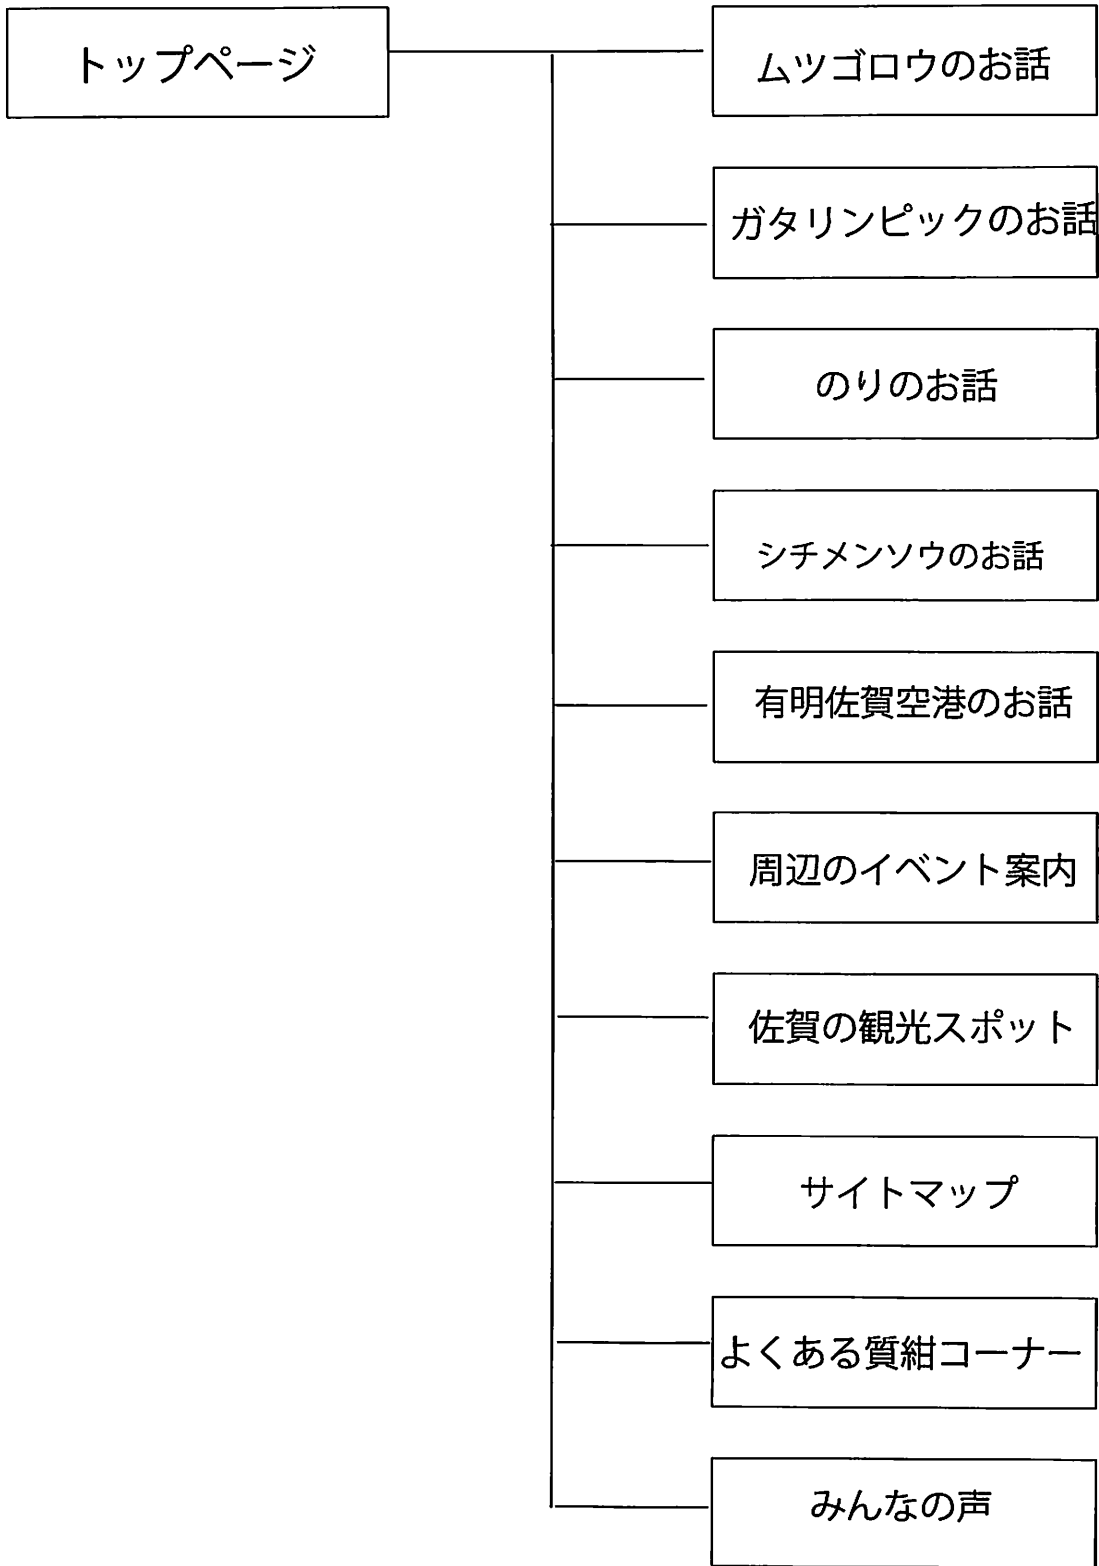 トップページ
ムツゴロウのお話
ガタリンピックのお話
のりのお話
シチメンソウのお話
有明佐賀空港のお話
周辺のイベント案内
佐賀の観光スポット
サイトマップ
よくある質紺コーナー
みんなの声